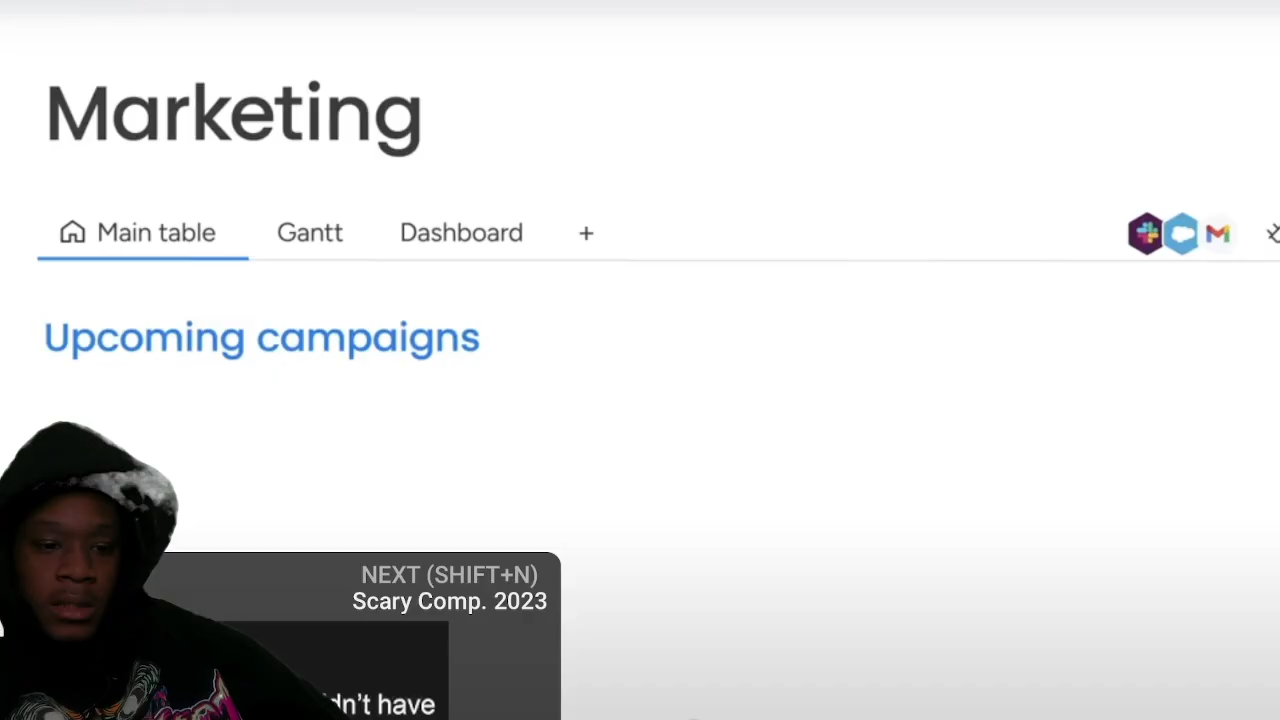 Marketing
Main table Gantt Dashboard +
Upcoming campaigns
NEXT (SHIFT+N)
Scary Comp. 2023
dn't have